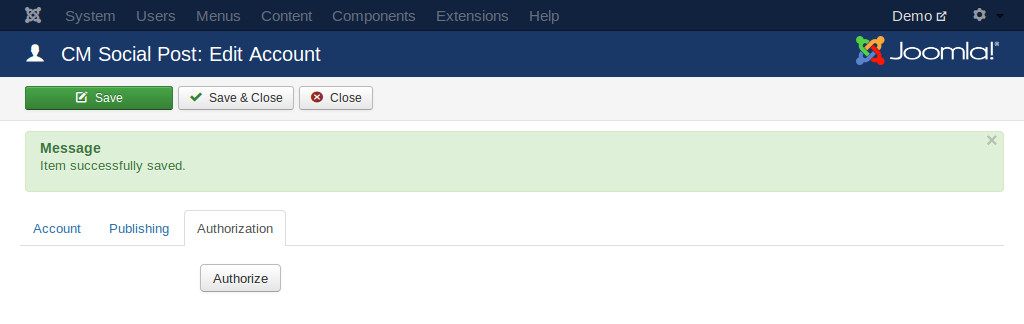 System Users Menus Content Components Extensions Help Demo
CM Social Post: Edit Account Joomla!®
Save Save & Close Close
Message
Item successfully saved.
Account Publishing Authorization
Authorize